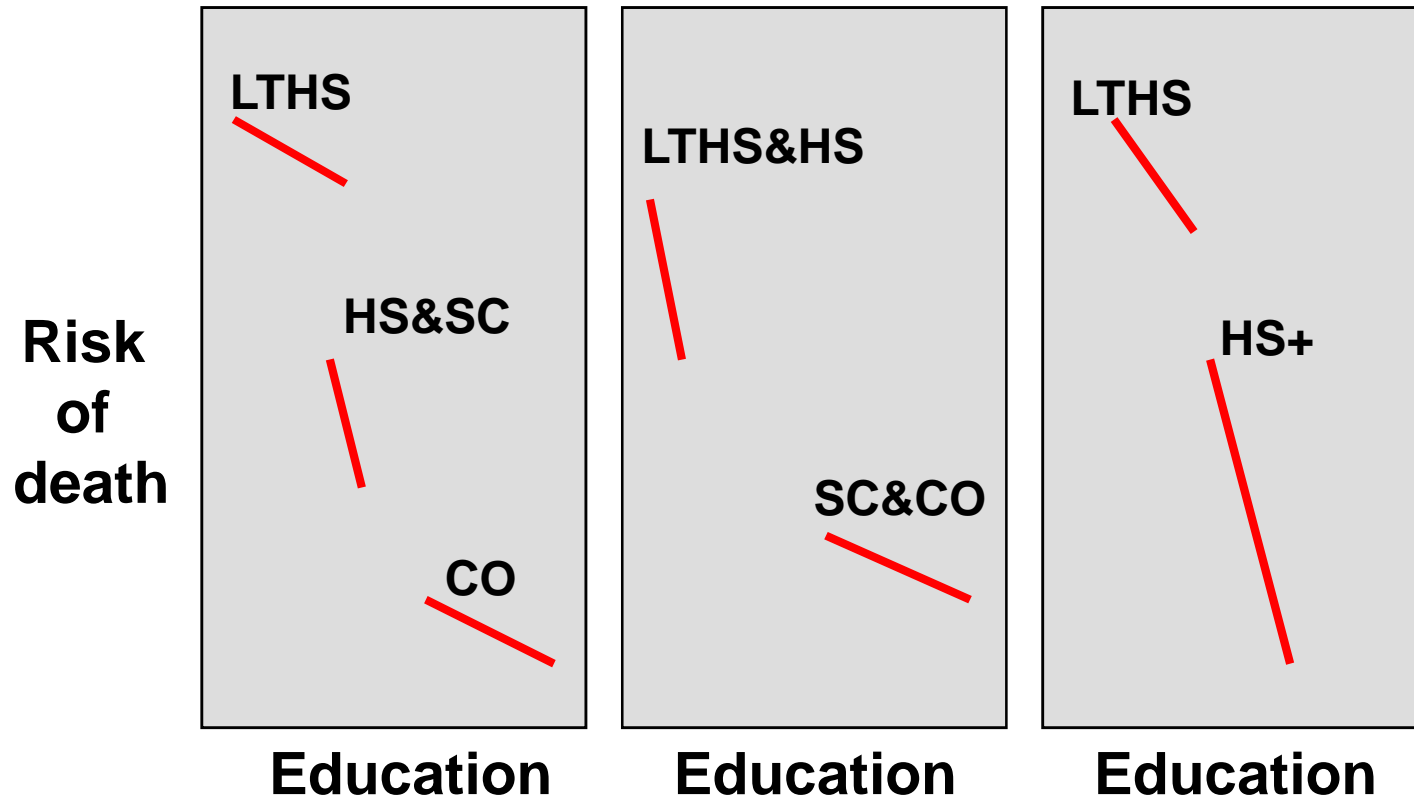 LTHS
HS&SC
CO
LTHS&HS
SC&CO
LTHS
HS+
Risk
of
death
Education
Education
Education